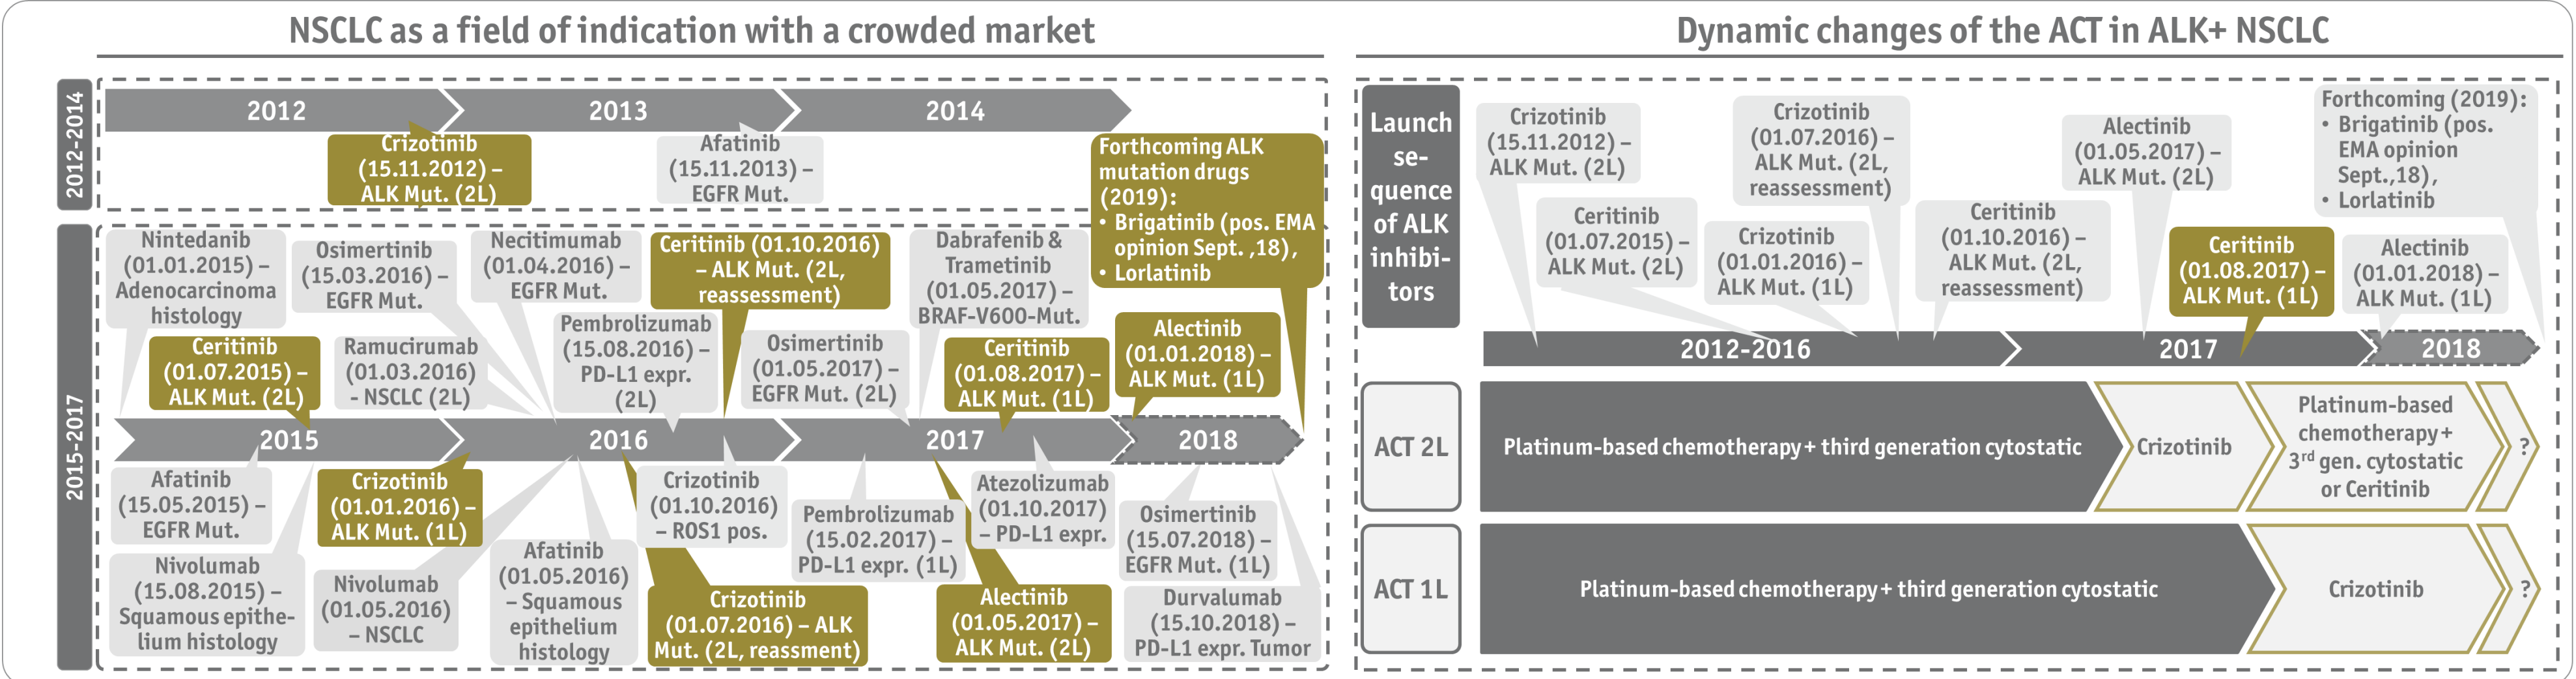 NSCLC as a field of indication with a crowded market
2012-2014
2012
2013
2014
Crizotinib
(15.11.2012) –
ALK Mut. (2L)
Afatinib
(15.11.2013) –
EGFR Mut.
Forthcoming ALK
mutation drugs
(2019):
• Brigatinib (pos. EMA
opinion Sept. ,18),
• Lorlatinib
2015-2017
Nintedanib
(01.01.2015) –
Adenocarcinoma
histology
Osimertinib
(15.03.2016) –
EGFR Mut.
Necitimumab
(01.04.2016) –
EGFR Mut.
Ceritinib (01.10.2016)
– ALK Mut. (2L,
reassessment)
Dabrafenib &
Trametinib
(01.05.2017) –
BRAF-V600-Mut.
Ceritinib
(01.07.2015) –
ALK Mut. (2L)
Ramucirumab
(01.03.2016)
- NSCLC (2L)
Pembrolizumab
(15.08.2016) –
PD-L1 expr.
(2L)
Osimertinib
(01.05.2017) –
EGFR Mut. (2L)
Ceritinib
(01.08.2017) –
ALK Mut. (1L)
Alectinib
(01.01.2018) –
ALK Mut. (1L)
2015
2016
2017
2018
Afatinib
(15.05.2015) –
EGFR Mut.
Nivolumab
(15.08.2015) –
Squamous epithe-
lium histology
Crizotinib
(01.01.2016) –
ALK Mut. (1L)
Nivolumab
(01.05.2016)
– NSCLC
Afatinib
(01.05.2016)
– Squamous
epithelium
histology
Crizotinib
(01.10.2016)
– ROS1 pos.
Crizotinib
(01.07.2016) – ALK
Mut. (2L, reassment)
Pembrolizumab
(15.02.2017) –
PD-L1 expr. (1L)
Alectinib
(01.05.2017) –
ALK Mut. (2L)
Atezolizumab
(01.10.2017)
– PD-L1 expr.
Osimertinib
(15.07.2018) –
EGFR Mut. (1L)
Durvalumab
(15.10.2018) –
PD-L1 expr. Tumor
Dynamic changes of the ACT in ALK+ NSCLC
Launch
se-
quence
of ALK
inhibi-
tors
Crizotinib
(15.11.2012) –
ALK Mut. (2L)
Ceritinib
(01.07.2015) –
ALK Mut. (2L)
Crizotinib
(01.07.2016) –
ALK Mut. (2L,
reassessment)
Crizotinib
(01.01.2016) –
ALK Mut. (1L)
Ceritinib
(01.10.2016) –
ALK Mut. (2L,
reassessment)
Alectinib
(01.05.2017) –
ALK Mut. (2L)
Ceritinib
(01.08.2017) –
ALK Mut. (1L)
Forthcoming (2019):
• Brigatinib (pos.
EMA opinion
Sept.,18),
• Lorlatinib
Alectinib
(01.01.2018) –
ALK Mut. (1L)
2012-2016
2017
2018
ACT 2L
Platinum-based chemotherapy + third generation cytostatic
Crizotinib
Platinum-based
chemotherapy +
3rd gen. cytostatic
or Ceritinib
?
ACT 1L
Platinum-based chemotherapy + third generation cytostatic
Crizotinib
?